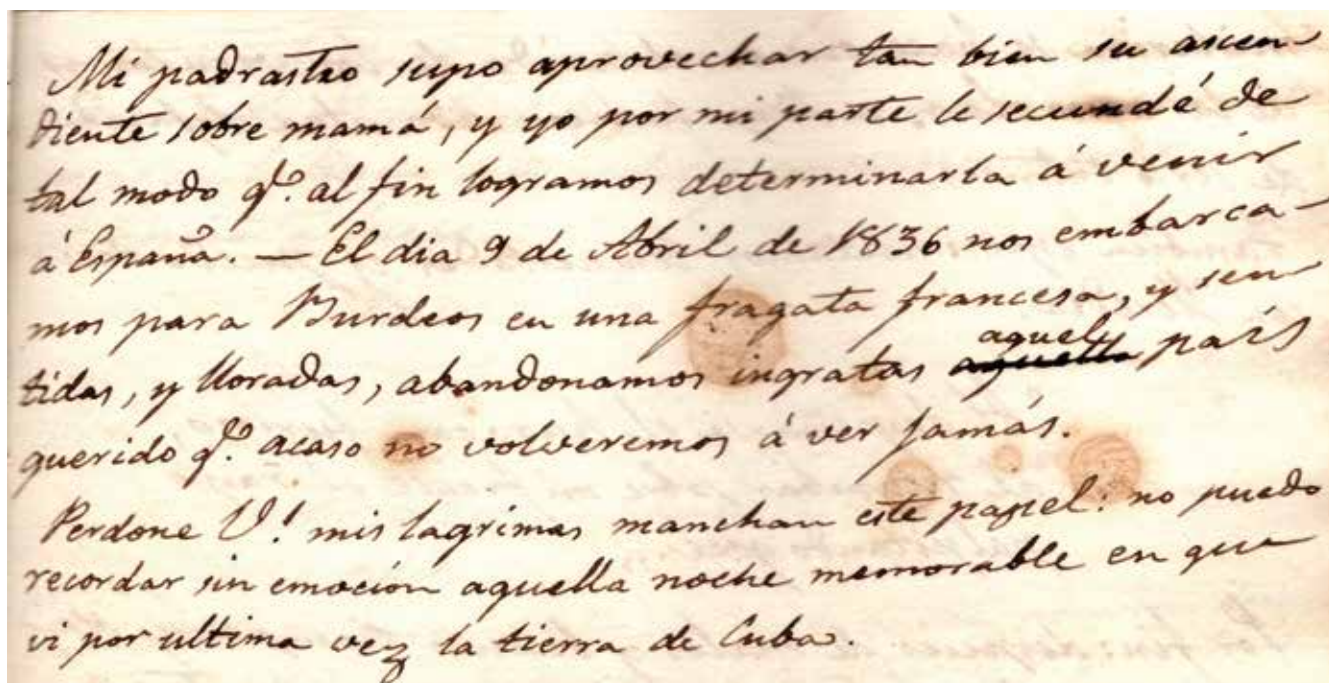 Mi padrastro supo aprovechar tan bien su ascen-
diente sobre mamá, y yo por mi parte le secundé de
tal modo qᵉ. al fin logramos determinarla á venir
á España. — El dia 9 de Abril de 1836 nos embarca-
mos para Burdeos en una fragata francesa, y sen-
tidas, y lloradas, abandonamos ingratas aquel país
querido qᵉ. acaso no volveremos á ver jamás.
Perdone V.! mis lagrimas manchan este papel: no puedo
recordar sin emoción aquella noche memorable en que
vi por ultima vez la tierra de Cuba.